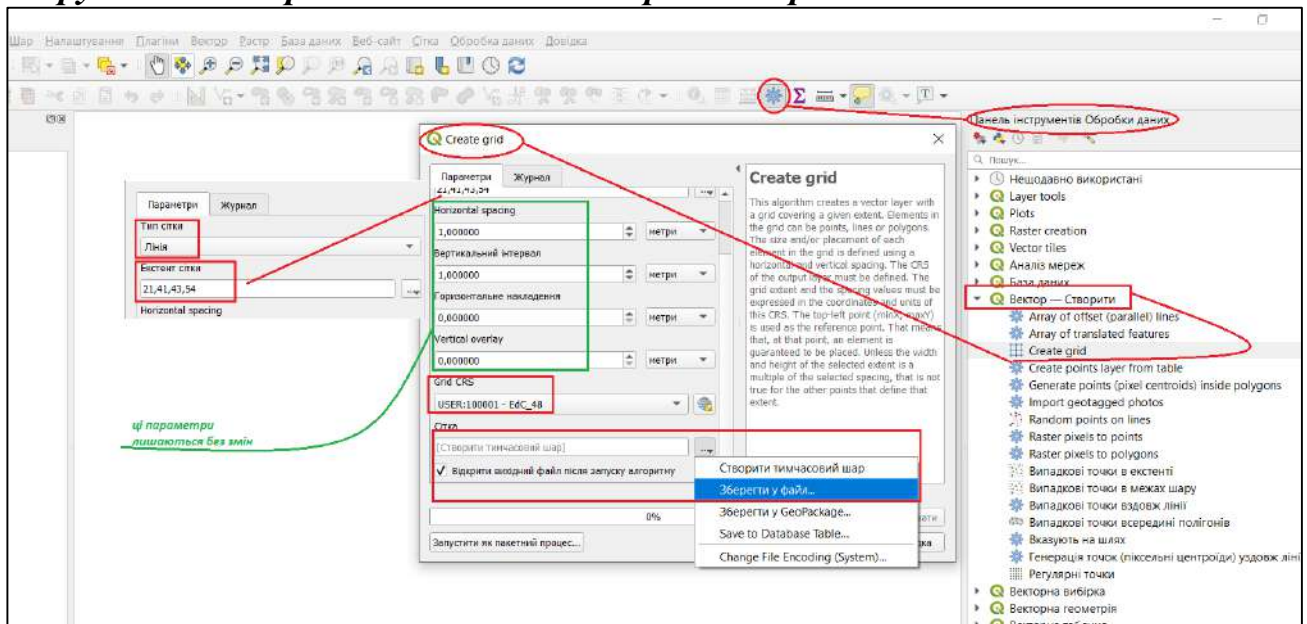 Шар Налаштування Плагіни Вектор Растр База даних Веб-сайт Сітка Обробка даних Довідка
Панель інструментів Обробки даних
Пошук...
Нещодавно використані
Layer tools
Plots
Raster creation
Vector tiles
Аналіз мереж
База даних
Вектор — Створити
Array of offset (parallel) lines
Array of translated features
Create grid
Create points layer from table
Generate points (pixel centroids) inside polygons
Import geotagged photos
Random points on lines
Raster pixels to points
Raster pixels to polygons
Випадкові точки в екстенті
Випадкові точки в межах шару
Випадкові точки вздовж лінії
Випадкові точки всередині полігонів
Вказують на шлях
Генерація точок (піксельні центроїди) уздовж ліні
Регулярні точки
Векторна вибірка
Векторна геометрія
Create grid
Параметри Журнал
21,41,43,54
Horizontal spacing
1,000000 метри
Вертикальний інтервал
1,000000 метри
Горизонтальне накладення
0,000000 метри
Vertical overlay
0,000000 метри
Grid CRS
USER:100001 - EdC_48
Сітка
[Створити тимчасовий шар]
Відкрити вихідний файл після запуску алгоритму
0%
Запустити як пакетний процес...
Create grid
This algorithm creates a vector layer with
a grid covering a given extent. Elements in
the grid can be points, lines or polygons.
The size and/or placement of each
element in the grid is defined using a
horizontal and vertical spacing. The CRS
of the output layer must be defined. The
grid extent and the spacing values must be
expressed in the coordinates and units of
this CRS. The top-left point (minX, maxY)
is used as the reference point. That means
that, at that point, an element is
guaranteed to be placed. Unless the width
and height of the selected extent is a
multiple of the selected spacing, that is not
true for the other points that define that
extent.
Створити тимчасовий шар
Зберегти у файл...
Зберегти у GeoPackage...
Save to Database Table...
Change File Encoding (System)...
Параметри Журнал
Тип сітки
Лінія
Екстент сітки
21,41,43,54
Horizontal spacing
ці параметри
лишаються без змін